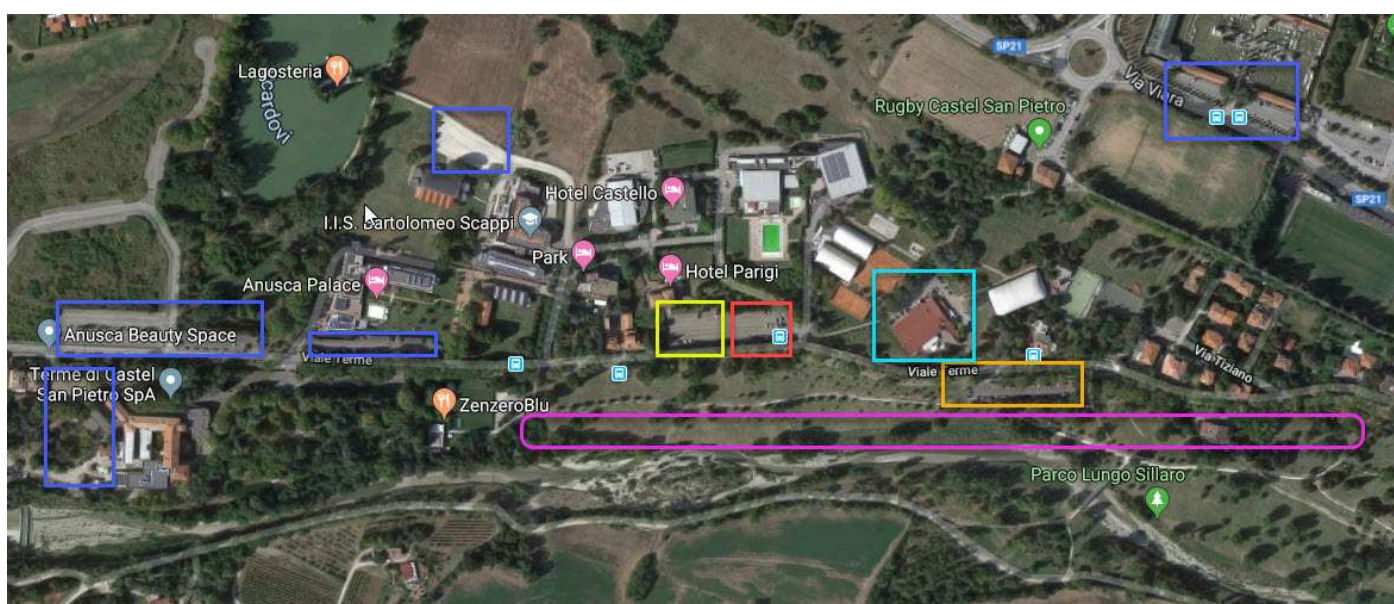 SP21
Lagosteria
Via Viara
cardovi
Rugby Castel San Pietro
Hotel Castello
SP21
I.I.S. Bartolomeo Scappi
Park
Hotel Parigi
Anusca Palace
Anusca Beauty Space
Viale Terme
Via Tiziano
Terme di Castel
San Pietro SpA
Viale Terme
ZenzeroBlu
Parco Lungo Sillaro